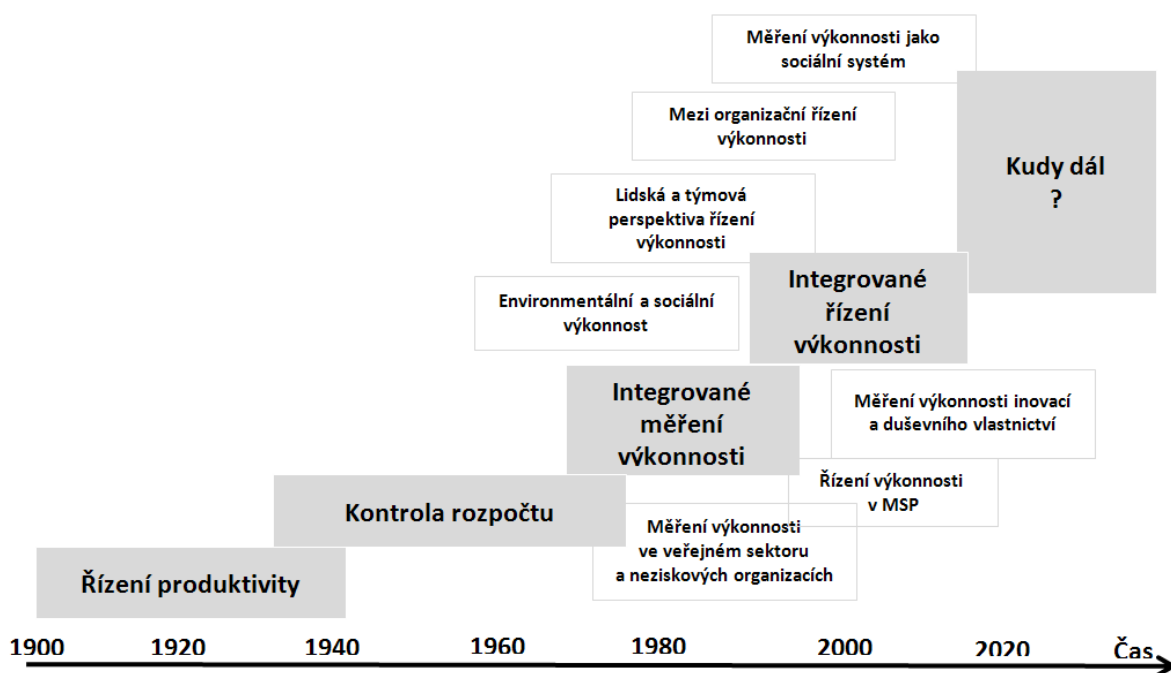 Měření výkonnosti jako
sociální systém
Mezi organizační řízení
výkonnosti
Kudy dál
?
Lidská a týmová
perspektiva řízení
výkonnosti
Integrované
řízení
výkonnosti
Environmentální a sociální
výkonnost
Integrované
měření
výkonnosti
Měření výkonnosti inovací
a duševního vlastnictví
Řízení výkonnosti
v MSP
Kontrola rozpočtu
Měření výkonnosti
ve veřejném sektoru
a neziskových organizacích
Řízení produktivity
1900 1920 1940 1960 1980 2000 2020 Čas